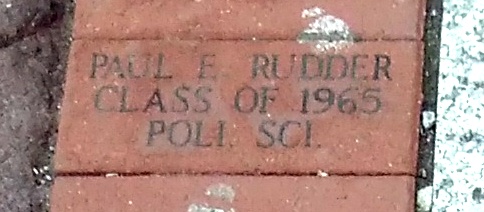 PAUL E RUDDER
CLASS OF 1965
POLI. SCI.